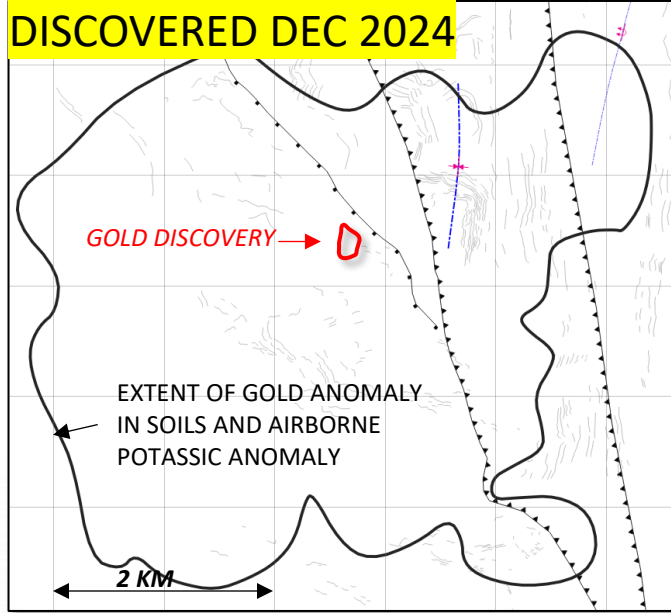 DISCOVERED DEC 2024
GOLD DISCOVERY
EXTENT OF GOLD ANOMALY
IN SOILS AND AIRBORNE
POTASSIC ANOMALY
2 KM